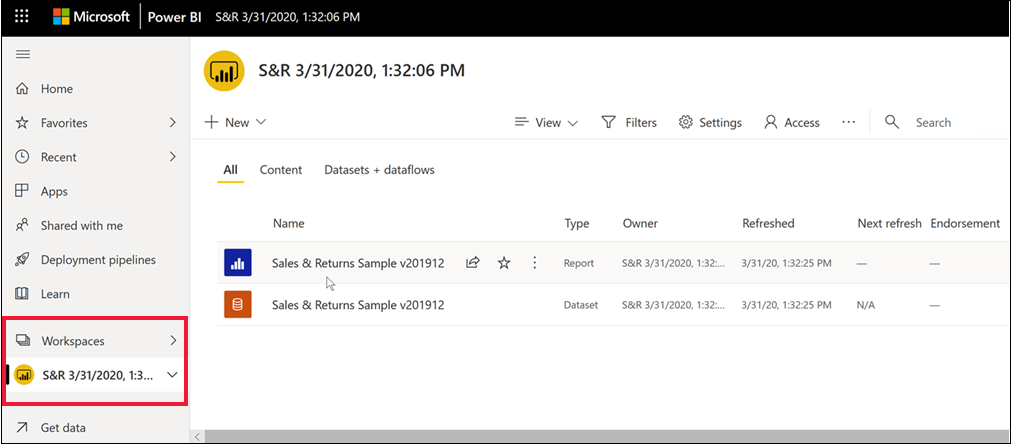 Microsoft Power BI S&R 3/31/2020, 1:32:06 PM
S&R 3/31/2020, 1:32:06 PM
Home
Favorites
Recent
Apps
Shared with me
Deployment pipelines
Learn
Workspaces
S&R 3/31/2020, 1:3...
Get data
New View Filters Settings Access ... Search
All Content Datasets + dataflows
Name Type Owner Refreshed Next refresh Endorsement
Sales & Returns Sample v201912 Report S&R 3/31/2020, 1:32:... 3/31/20, 1:32:25 PM — —
Sales & Returns Sample v201912 Dataset S&R 3/31/2020, 1:32:... 3/31/20, 1:32:25 PM N/A —